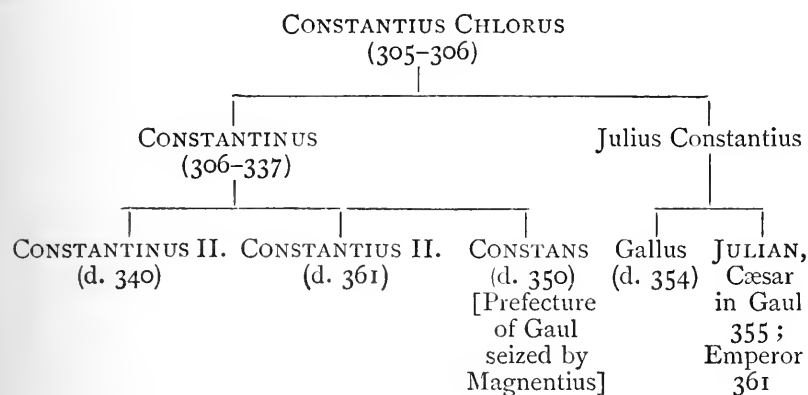 CONSTANTIUS CHLORUS
(305–306)
CONSTANTINUS
(306–337)
Julius Constantius
CONSTANTINUS II.
(d. 340)
CONSTANTIUS II.
(d. 361)
CONSTANS
(d. 350)
[Prefecture
of Gaul
seized by
Magnentius]
Gallus
(d. 354)
JULIAN,
Cæsar
in Gaul
355 ;
Emperor
361